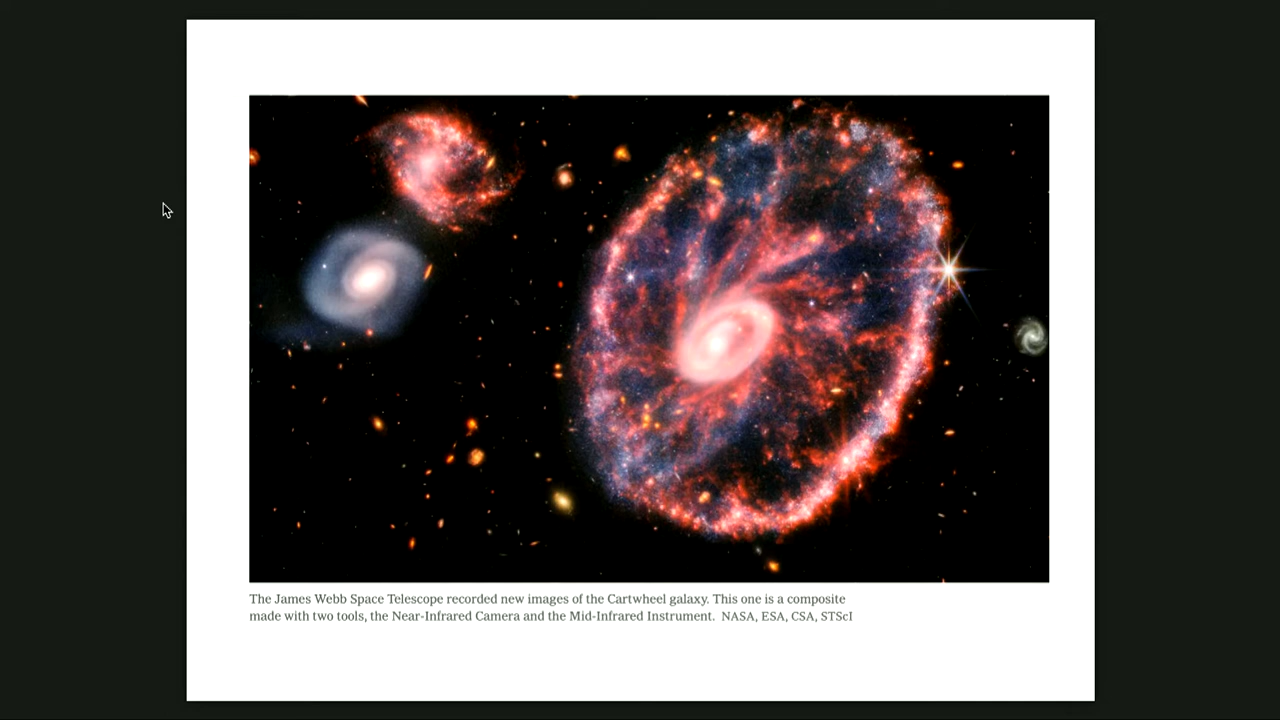 The James Webb Space Telescope recorded new images of the Cartwheel galaxy. This one is a composite
made with two tools, the Near-Infrared Camera and the Mid-Infrared Instrument. NASA, ESA, CSA, STScI